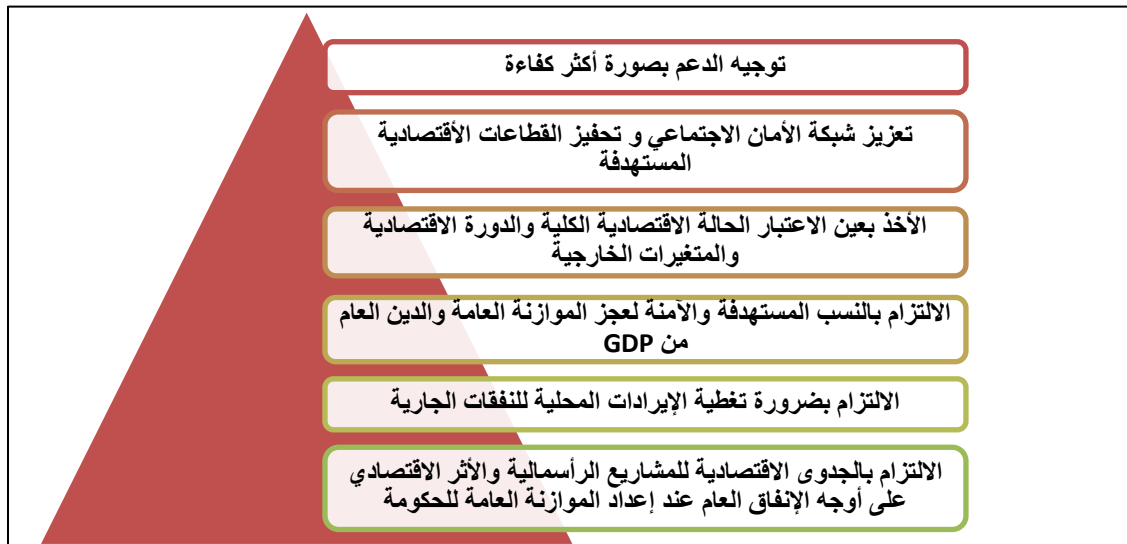 توجيه الدعم بصورة أكثر كفاءة
تعزيز شبكة الأمان الاجتماعي و تحفيز القطاعات الأقتصادية
المستهدفة
الأخذ بعين الاعتبار الحالة الاقتصادية الكلية والدورة الاقتصادية
والمتغيرات الخارجية
الالتزام بالنسب المستهدفة والآمنة لعجز الموازنة العامة والدين العام
من GDP
الالتزام بضرورة تغطية الإيرادات المحلية للنفقات الجارية
الالتزام بالجدوى الاقتصادية للمشاريع الرأسمالية والأثر الاقتصادي
على أوجه الإنفاق العام عند إعداد الموازنة العامة للحكومة